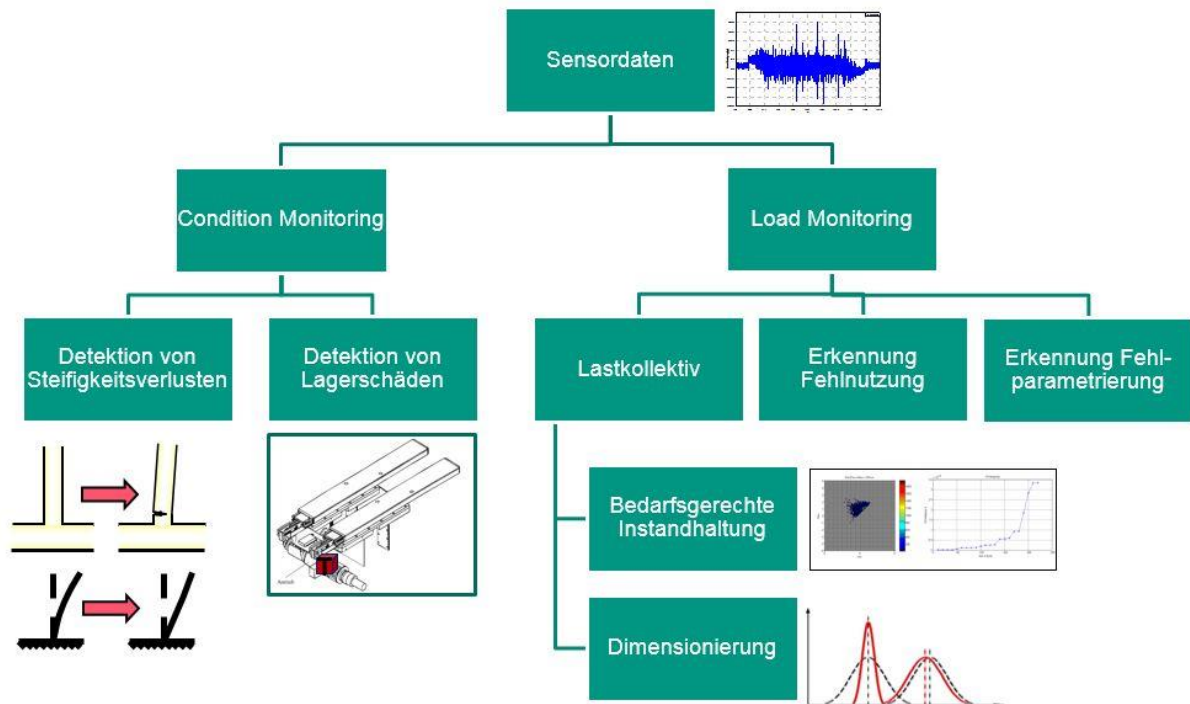 Sensordaten
Condition Monitoring
Load Monitoring
Detektion von
Steifigkeitsverlusten
Detektion von
Lagerschäden
Lastkollektiv
Erkennung
Fehlnutzung
Erkennung Fehl-
parametrierung
Bedarfsgerechte
Instandhaltung
Dimensionierung